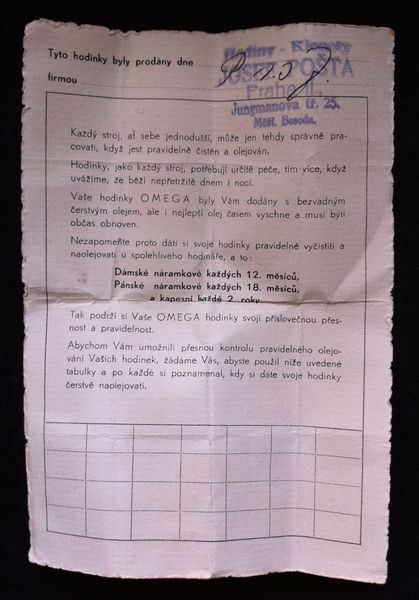 Tyto hodinky byly prodány dne
firmou
Hodiny - Klenoty
JOSEF POŠTA
Praha II.
Jungmanova tř. 25.
Měšť. Beseda.
Každý stroj, ať sebe jednodušší, může jen tehdy správně pra-
covati, když jest pravidelně čistěn a olejován.
Hodinky, jako každý stroj, potřebují určité péče, tím více, když
uvážíme, že běží nepřetržitě dnem i nocí.
Vaše hodinky OMEGA byly Vám dodány s bezvadným
čerstvým olejem, ale i nejlepší olej časem vyschne a musí býti
občas obnoven.
Nezapomeňte proto dáti si svoje hodinky pravidelně vyčistiti a
naolejovati u spolehlivého hodináře, a to:
Dámské náramkové každých 12. měsíců,
Pánské náramkové každých 18. měsíců,
a kapesní každé 2 roky
Tak podrží si Vaše OMEGA hodinky svoji příslovečnou přes-
nost a pravidelnost.
Abychom Vám umožnili přesnou kontrolu pravidelného olejo-
vání Vašich hodinek, žádáme Vás, abyste použil níže uvedené
tabulky a po každé si poznamenal, kdy si dáte svoje hodinky
čerstvě naolejovati.